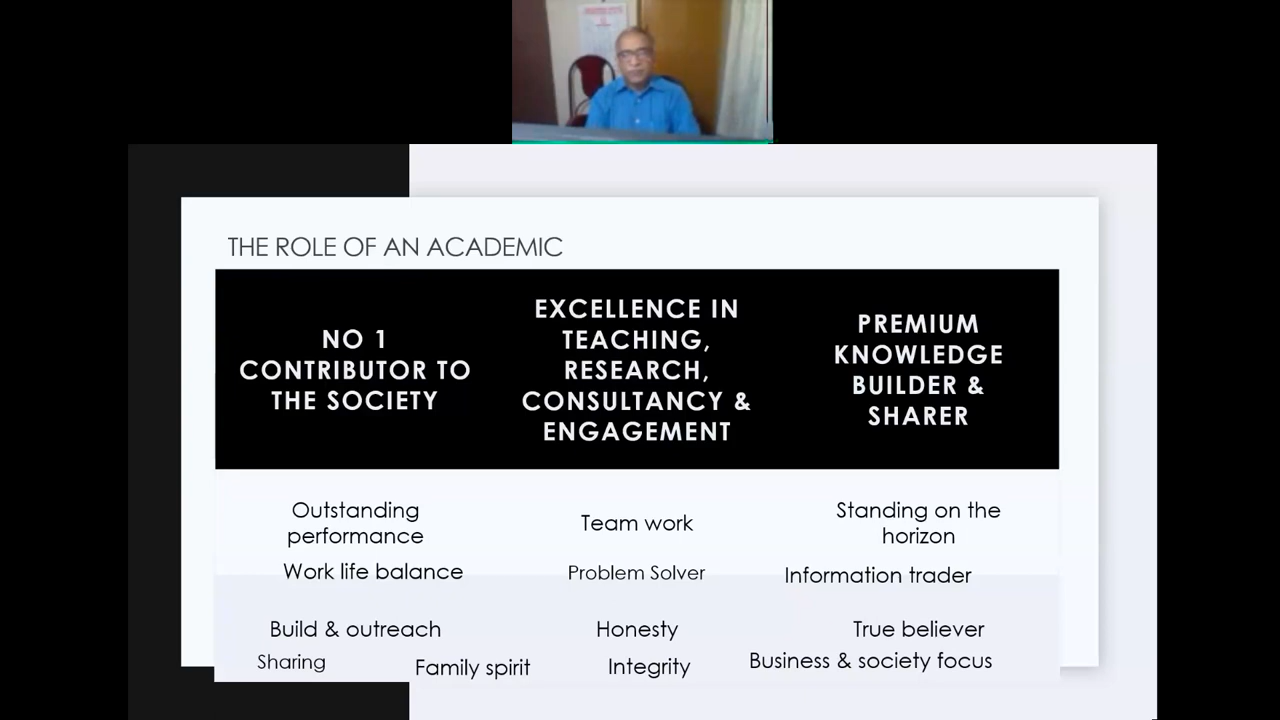 THE ROLE OF AN ACADEMIC
NO 1
CONTRIBUTOR TO
THE SOCIETY
EXCELLENCE IN
TEACHING,
RESEARCH,
CONSULTANCY &
ENGAGEMENT
PREMIUM
KNOWLEDGE
BUILDER &
SHARER
Outstanding
performance
Team work
Standing on the
horizon
Work life balance
Problem Solver
Information trader
Build & outreach
Honesty
True believer
Sharing
Family spirit
Integrity
Business & society focus